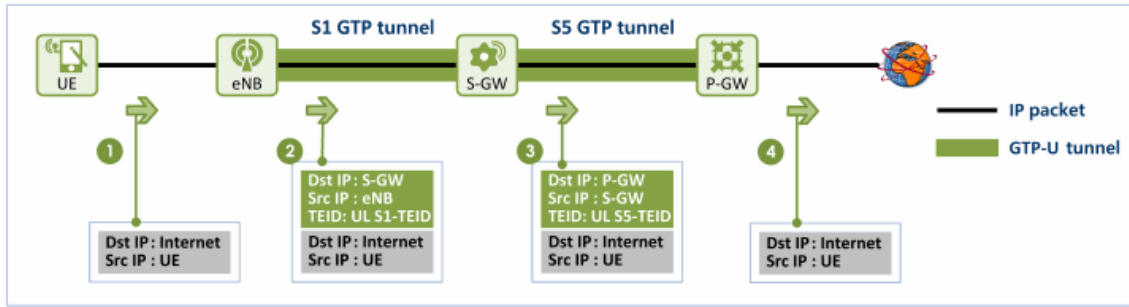 S1 GTP tunnel
S5 GTP tunnel
UE
eNB
S-GW
P-GW
IP packet
GTP-U tunnel
1
2
3
4
Dst IP : Internet
Src IP : UE
Dst IP : S-GW
Src IP : eNB
TEID: UL S1-TEID
Dst IP : Internet
Src IP : UE
Dst IP : P-GW
Src IP : S-GW
TEID: UL S5-TEID
Dst IP : Internet
Src IP : UE
Dst IP : Internet
Src IP : UE